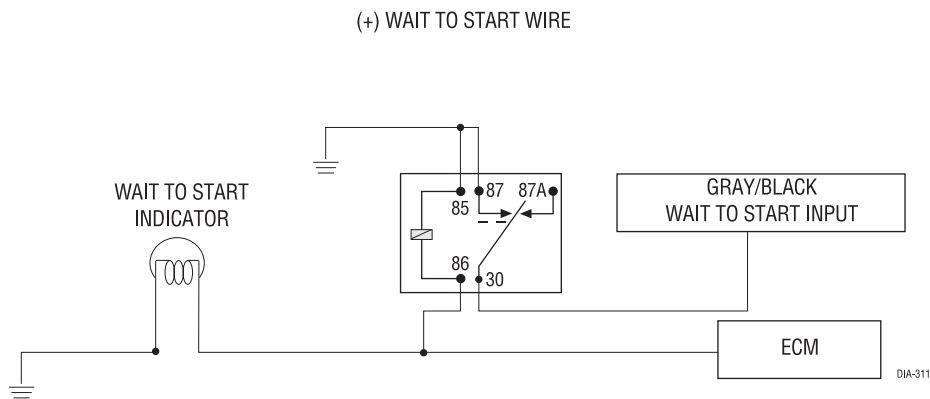 (+) WAIT TO START WIRE
WAIT TO START
INDICATOR
85
87
87A
86
30
GRAY/BLACK
WAIT TO START INPUT
ECM
DIA-311